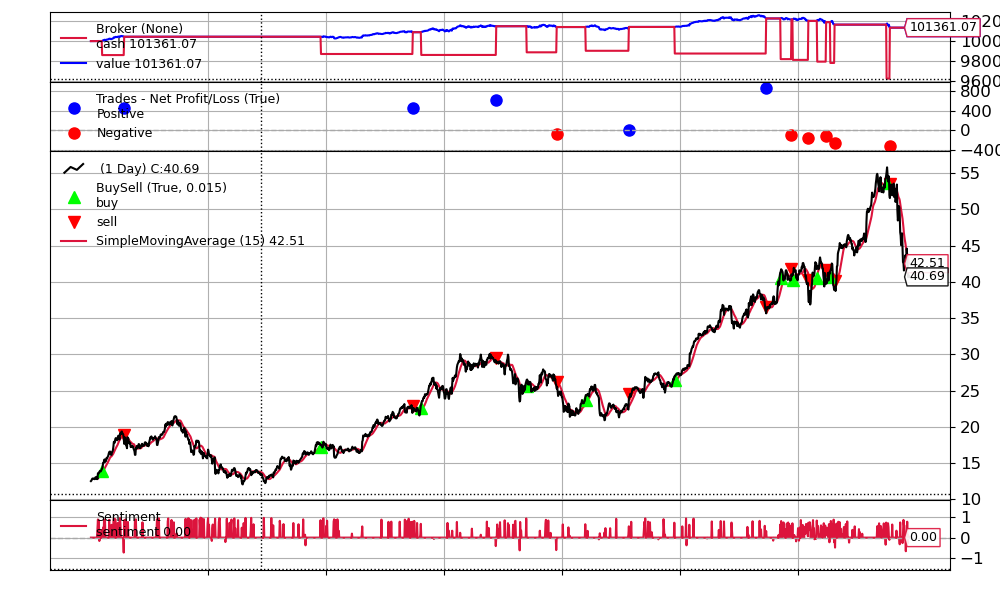 Broker (None)
cash 101361.07
value 101361.07
101361.07
1000
9800
9600
Trades - Net Profit/Loss (True)
Positive
Negative
800
400
0
−400
(1 Day) C:40.69
BuySell (True, 0.015)
buy
sell
SimpleMovingAverage (15) 42.51
55
50
45
42.51
40.69
40
35
30
25
20
15
10
Sentiment
sentiment 0.00
1
0
0.00
−1